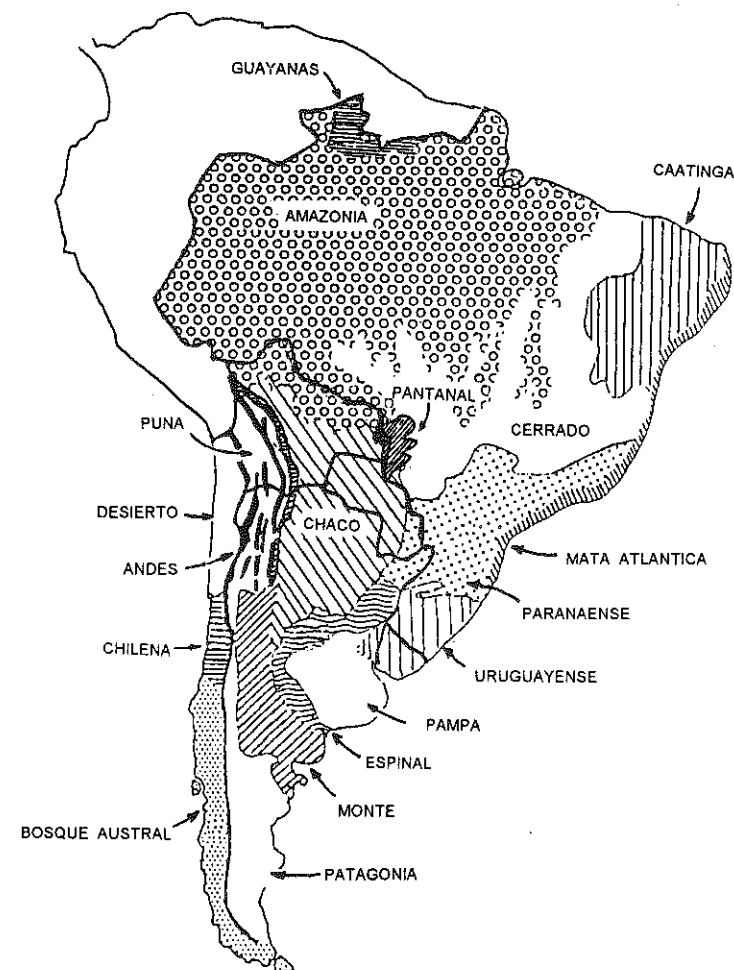 GUAYANAS
CAATINGA
AMAZONIA
PANTANAL
PUNA
CERRADO
DESIERTO
CHACO
MATA ATLANTICA
ANDES
PARANAENSE
CHILENA
URUGUAYENSE
PAMPA
ESPINAL
MONTE
BOSQUE AUSTRAL
PATAGONIA